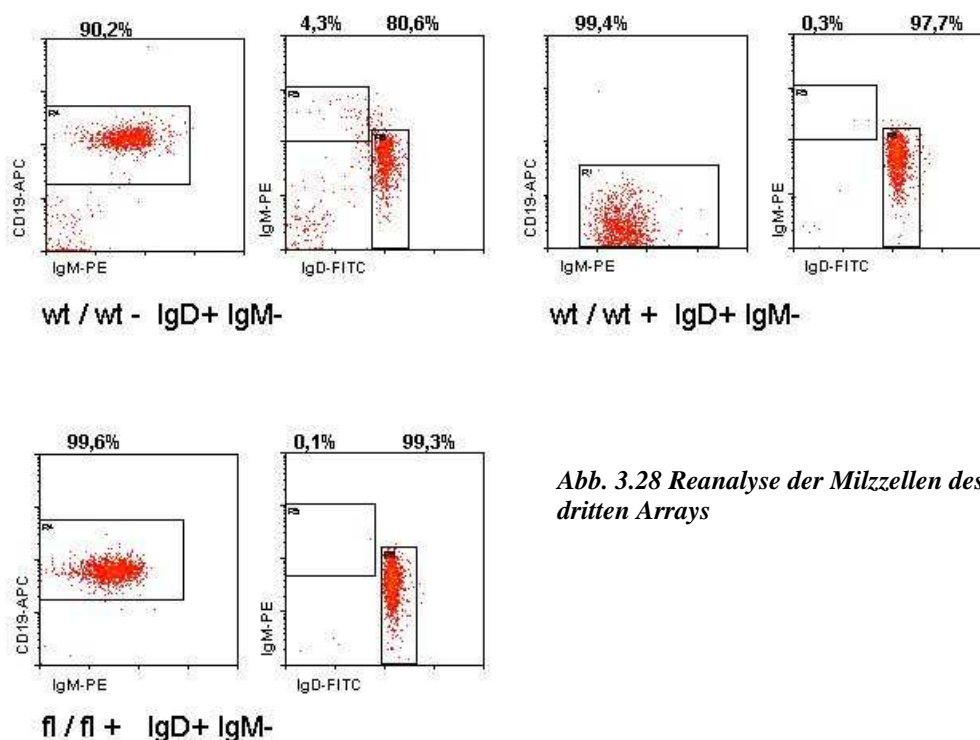 90,2%
4,3% 80,6%
CD19-APC
IgM-PE
IgM-PE
IgD-FITC
wt / wt - IgD+ IgM-
99,4%
0,3% 97,7%
CD19-APC
IgM-PE
IgM-PE
IgD-FITC
wt / wt + IgD+ IgM-
99,6%
0,1% 99,3%
CD19-APC
IgM-PE
IgM-PE
IgD-FITC
fl / fl + IgD+ IgM-
Abb. 3.28 Reanalyse der Milzzellen des
dritten Arrays